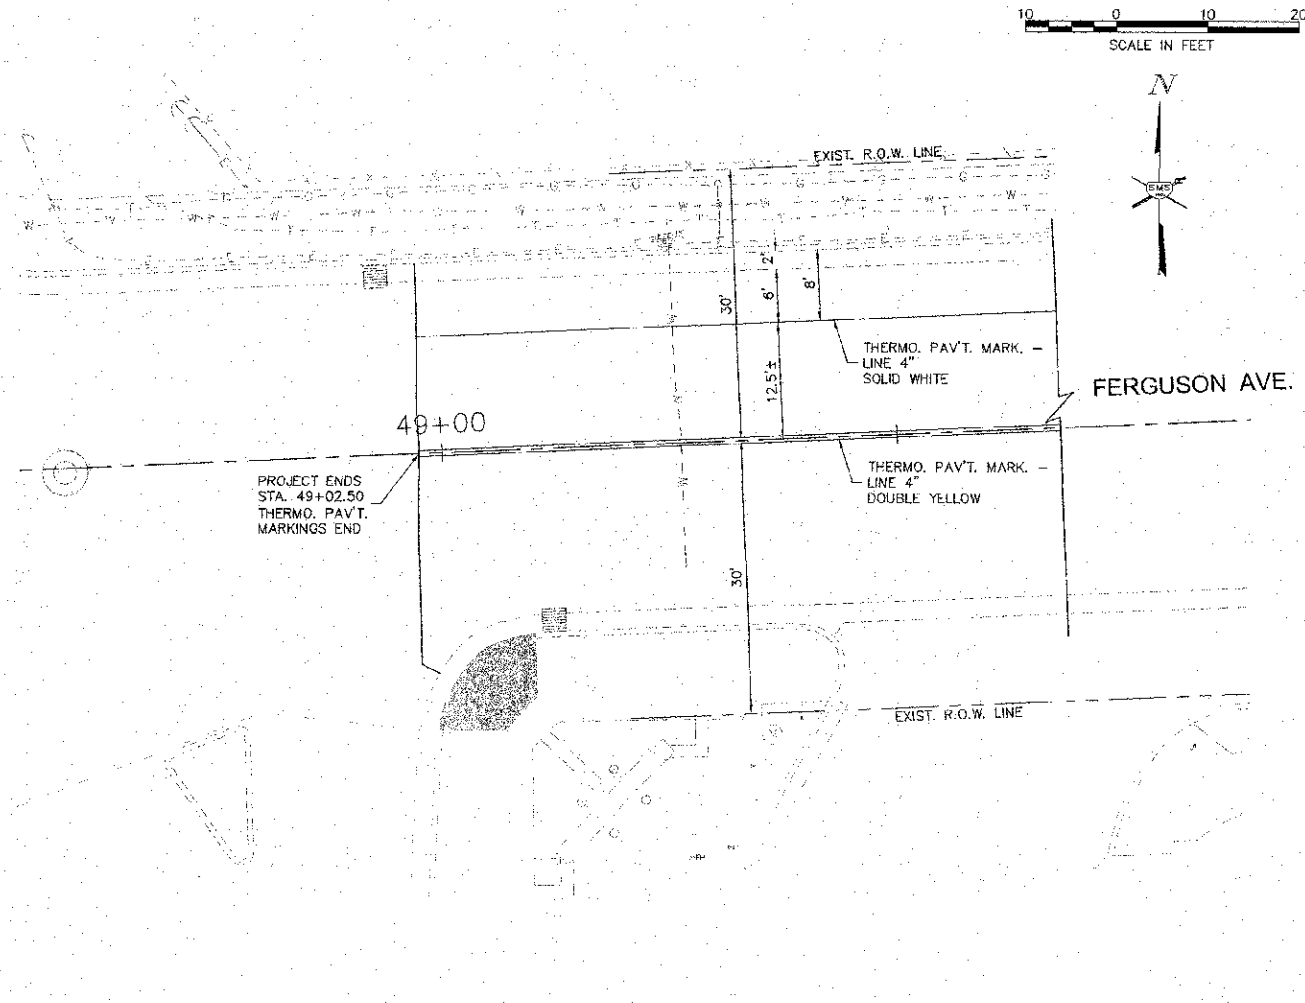 10 0 10 20
SCALE IN FEET
N
SMS
EXIST. R.O.W. LINE
2'
6'
8'
30'
12.5'±
THERMO. PAV'T. MARK. –
LINE 4"
SOLID WHITE
FERGUSON AVE.
49+00
PROJECT ENDS
STA. 49+02.50
THERMO. PAV'T.
MARKINGS END
THERMO. PAV'T. MARK. –
LINE 4"
DOUBLE YELLOW
30'
EXIST. R.O.W. LINE